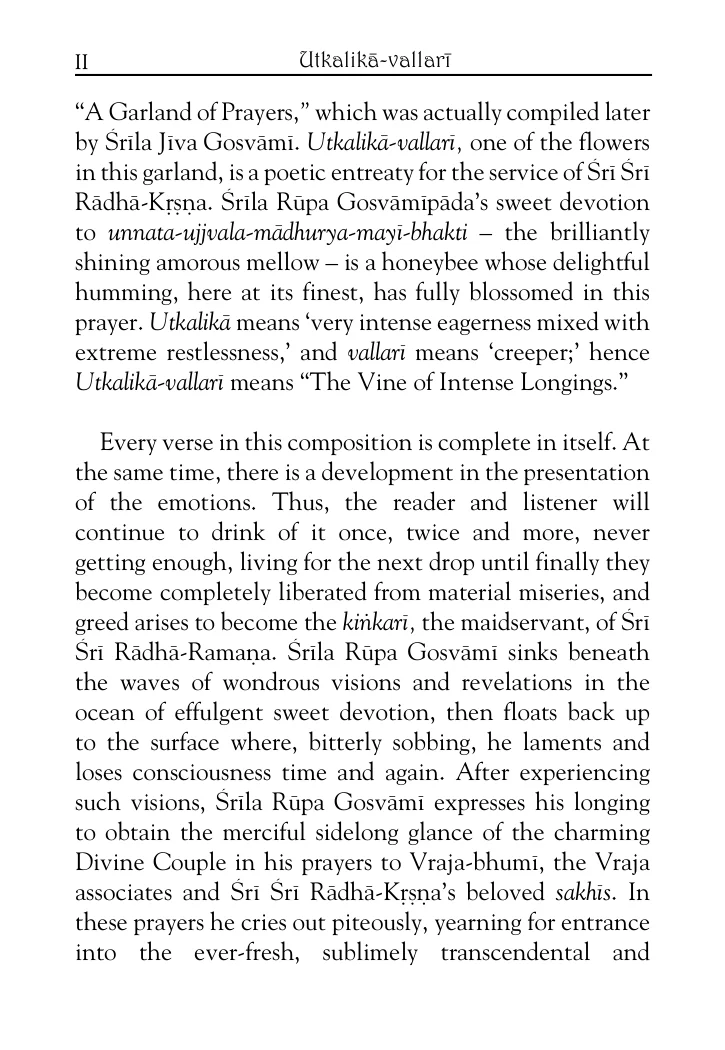 II Utkalikā-vallarī
“A Garland of Prayers,” which was actually compiled later
by Śrīla Jīva Gosvāmī. Utkalikā-vallarī, one of the flowers
in this garland, is a poetic entreaty for the service of Śrī Śrī
Rādhā-Kṛṣṇa. Śrīla Rūpa Gosvāmīpāda’s sweet devotion
to unnata-ujjvala-mādhurya-mayī-bhakti – the brilliantly
shining amorous mellow – is a honeybee whose delightful
humming, here at its finest, has fully blossomed in this
prayer. Utkalikā means ‘very intense eagerness mixed with
extreme restlessness,’ and vallarī means ‘creeper;’ hence
Utkalikā-vallarī means “The Vine of Intense Longings.”
Every verse in this composition is complete in itself. At
the same time, there is a development in the presentation
of the emotions. Thus, the reader and listener will
continue to drink of it once, twice and more, never
getting enough, living for the next drop until finally they
become completely liberated from material miseries, and
greed arises to become the kiṅkarī, the maidservant, of Śrī
Śrī Rādhā-Ramaṇa. Śrīla Rūpa Gosvāmī sinks beneath
the waves of wondrous visions and revelations in the
ocean of effulgent sweet devotion, then floats back up
to the surface where, bitterly sobbing, he laments and
loses consciousness time and again. After experiencing
such visions, Śrīla Rūpa Gosvāmī expresses his longing
to obtain the merciful sidelong glance of the charming
Divine Couple in his prayers to Vraja-bhumī, the Vraja
associates and Śrī Śrī Rādhā-Kṛṣṇa’s beloved sakhīs. In
these prayers he cries out piteously, yearning for entrance
into the ever-fresh, sublimely transcendental and